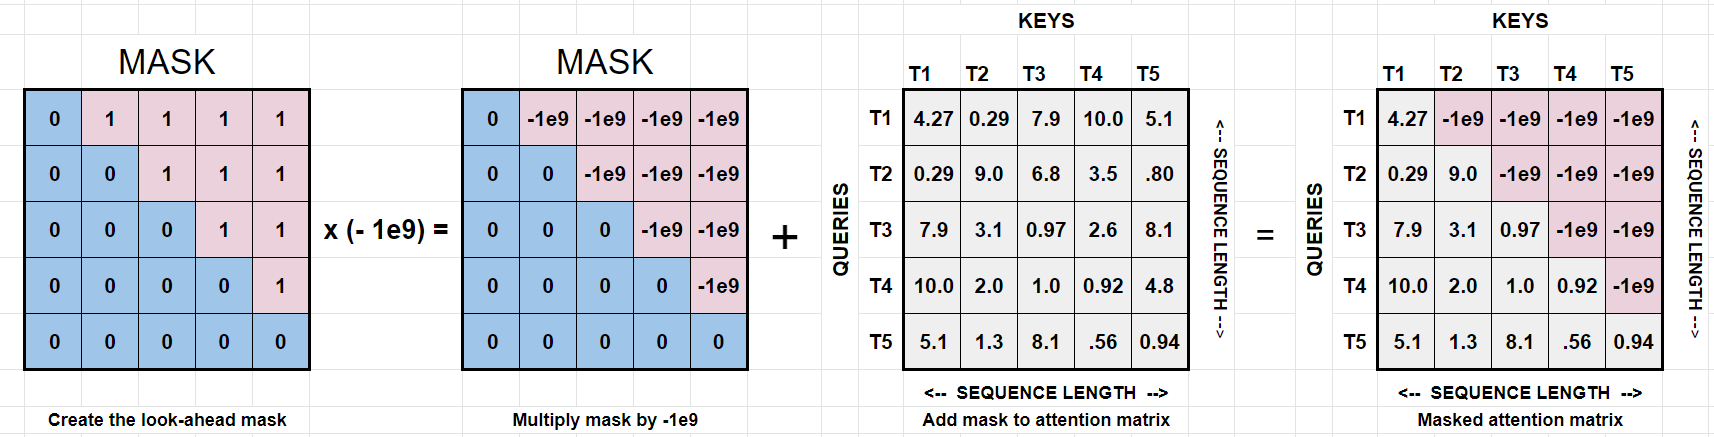 KEYS KEYS
MASK MASK
T1 T2 T3 T4 T5 T1 T2 T3 T4 T5
0 1 1 1 1 0 -1e9 -1e9 -1e9 -1e9 T1 4.27 0.29 7.9 10.0 5.1 T1 4.27 -1e9 -1e9 -1e9 -1e9
0 0 1 1 1 0 0 -1e9 -1e9 -1e9 T2 0.29 9.0 6.8 3.5 .80 T2 0.29 9.0 -1e9 -1e9 -1e9
0 0 0 1 1 x (- 1e9) = 0 0 0 -1e9 -1e9 + QUERIES T3 7.9 3.1 0.97 2.6 8.1 <--- SEQUENCE LENGTH ---> = QUERIES T3 7.9 3.1 0.97 -1e9 -1e9 <--- SEQUENCE LENGTH --->
0 0 0 0 1 0 0 0 0 -1e9 T4 10.0 2.0 1.0 0.92 4.8 T4 10.0 2.0 1.0 0.92 -1e9
0 0 0 0 0 0 0 0 0 0 T5 5.1 1.3 8.1 .56 0.94 T5 5.1 1.3 8.1 .56 0.94
<-- SEQUENCE LENGTH --> <-- SEQUENCE LENGTH -->
Create the look-ahead mask Multiply mask by -1e9 Add mask to attention matrix Masked attention matrix